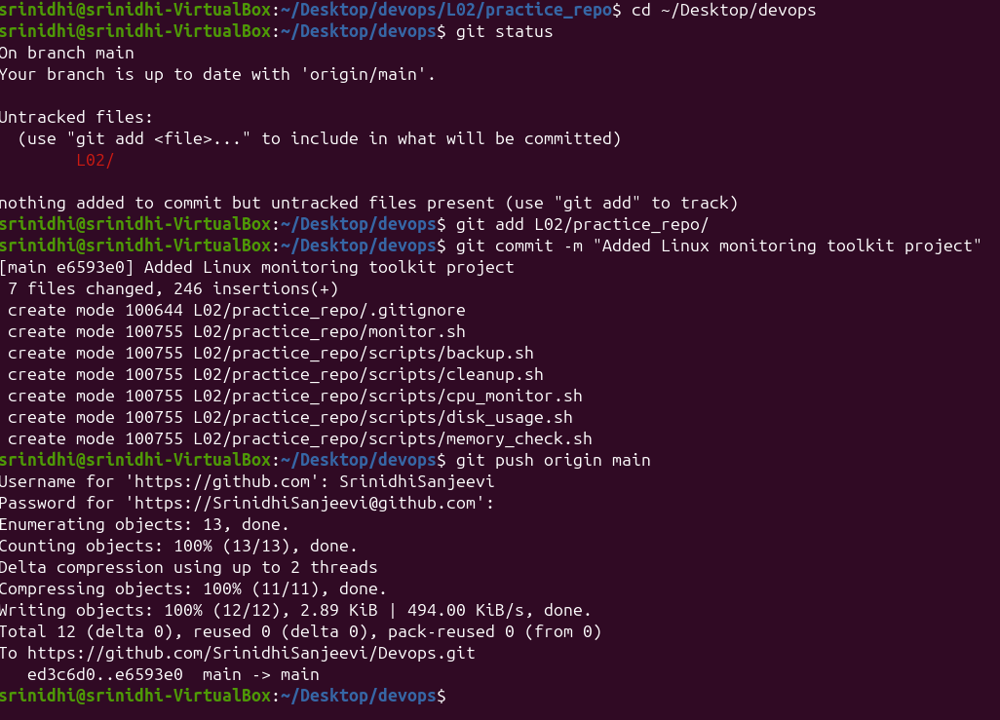 srinidhi@srinidhi-VirtualBox:~/Desktop/devops/L02/practice_repo$ cd ~/Desktop/devops
srinidhi@srinidhi-VirtualBox:~/Desktop/devops$ git status
On branch main
Your branch is up to date with 'origin/main'.
Untracked files:
(use "git add <file>..." to include in what will be committed)
L02/
nothing added to commit but untracked files present (use "git add" to track)
srinidhi@srinidhi-VirtualBox:~/Desktop/devops$ git add L02/practice_repo/
srinidhi@srinidhi-VirtualBox:~/Desktop/devops$ git commit -m "Added Linux monitoring toolkit project"
[main e6593e0] Added Linux monitoring toolkit project
7 files changed, 246 insertions(+)
create mode 100644 L02/practice_repo/.gitignore
create mode 100755 L02/practice_repo/monitor.sh
create mode 100755 L02/practice_repo/scripts/backup.sh
create mode 100755 L02/practice_repo/scripts/cleanup.sh
create mode 100755 L02/practice_repo/scripts/cpu_monitor.sh
create mode 100755 L02/practice_repo/scripts/disk_usage.sh
create mode 100755 L02/practice_repo/scripts/memory_check.sh
srinidhi@srinidhi-VirtualBox:~/Desktop/devops$ git push origin main
Username for 'https://github.com': SrinidhiSanjeevi
Password for 'https://SrinidhiSanjeevi@github.com':
Enumerating objects: 13, done.
Counting objects: 100% (13/13), done.
Delta compression using up to 2 threads
Compressing objects: 100% (11/11), done.
Writing objects: 100% (12/12), 2.89 KiB | 494.00 KiB/s, done.
Total 12 (delta 0), reused 0 (delta 0), pack-reused 0 (from 0)
To https://github.com/SrinidhiSanjeevi/Devops.git
ed3c6d0..e6593e0  main -> main
srinidhi@srinidhi-VirtualBox:~/Desktop/devops$